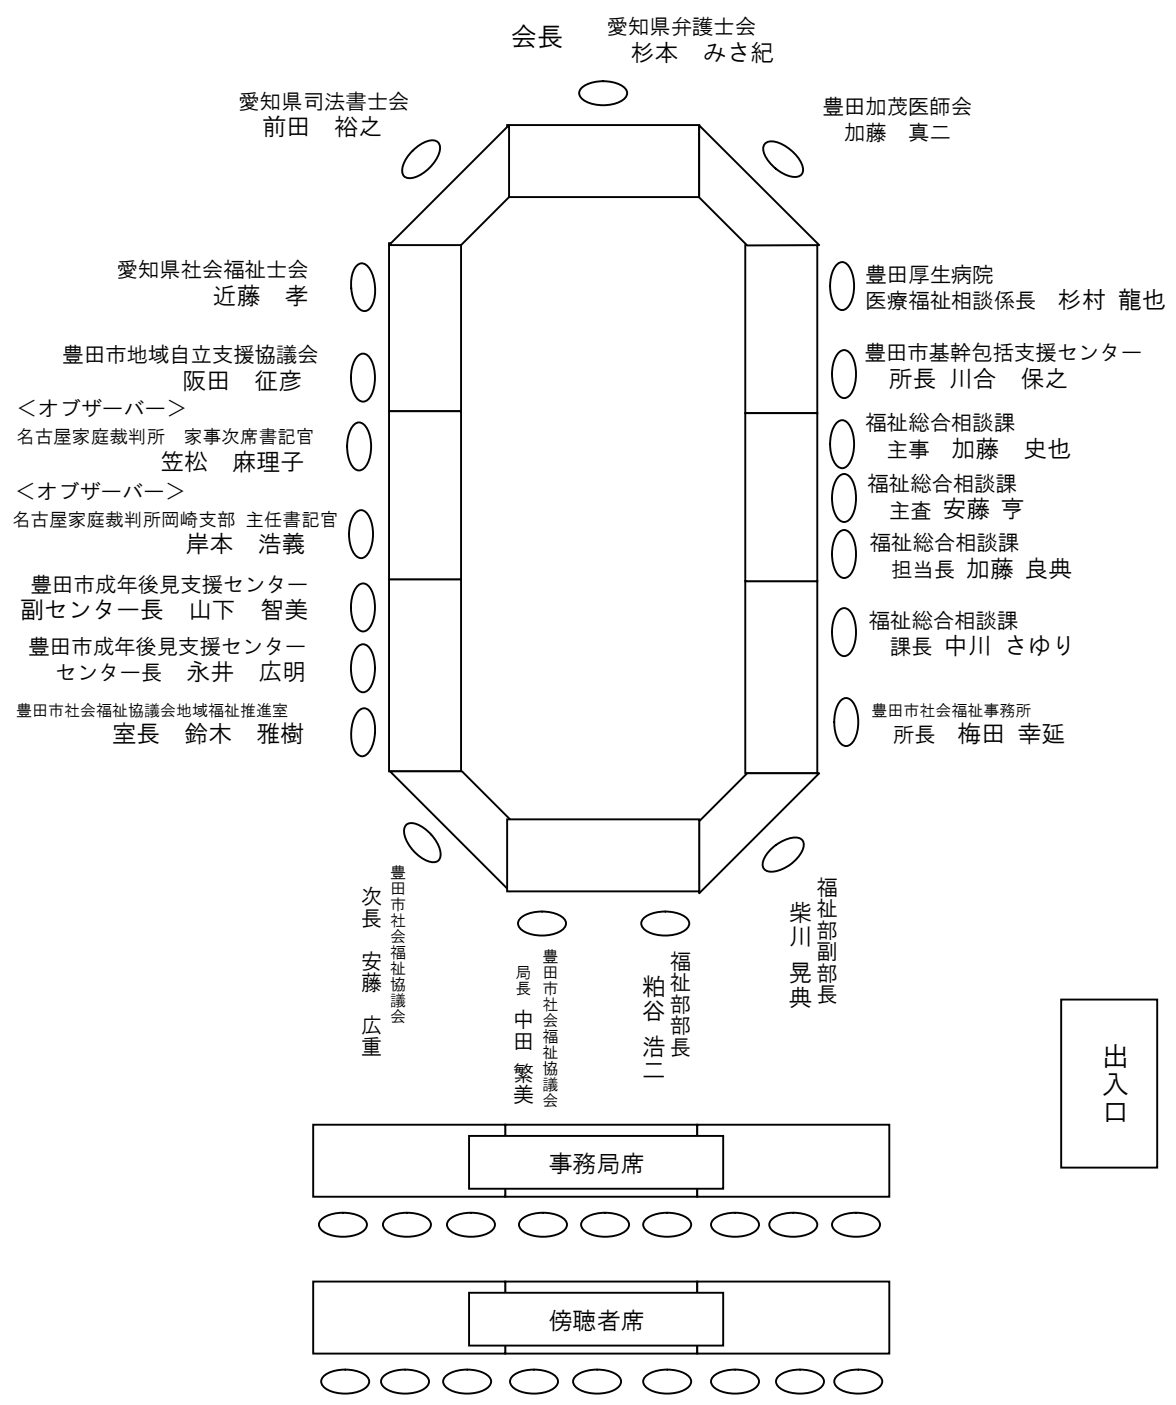 会長
愛知県弁護士会
杉本　みさ紀
愛知県司法書士会
前田　裕之
豊田加茂医師会
加藤　真二
愛知県社会福祉士会
近藤　孝
豊田市地域自立支援協議会
阪田　征彦
＜オブザーバー＞
名古屋家庭裁判所　家事次席書記官
笠松　麻理子
＜オブザーバー＞
名古屋家庭裁判所岡崎支部 主任書記官
岸本　浩義
豊田市成年後見支援センター
副センター長　山下　智美
豊田市成年後見支援センター
センター長　永井　広明
豊田市社会福祉協議会地域福祉推進室
室長　鈴木　雅樹
豊田厚生病院
医療福祉相談係長　杉村 龍也
豊田市基幹包括支援センター
所長 川合　保之
福祉総合相談課
主事　加藤　史也
福祉総合相談課
主査 安藤 亨
福祉総合相談課
担当長 加藤 良典
福祉総合相談課
課長 中川 さゆり
豊田市社会福祉事務所
所長　梅田 幸延
豊田市社会福祉協議会
次長　安藤　広重
豊田市社会福祉協議会
局長 中田 繁美
福祉部部長
粕谷 浩二
福祉部副部長
柴川 晃典
出入口
事務局席
傍聴者席